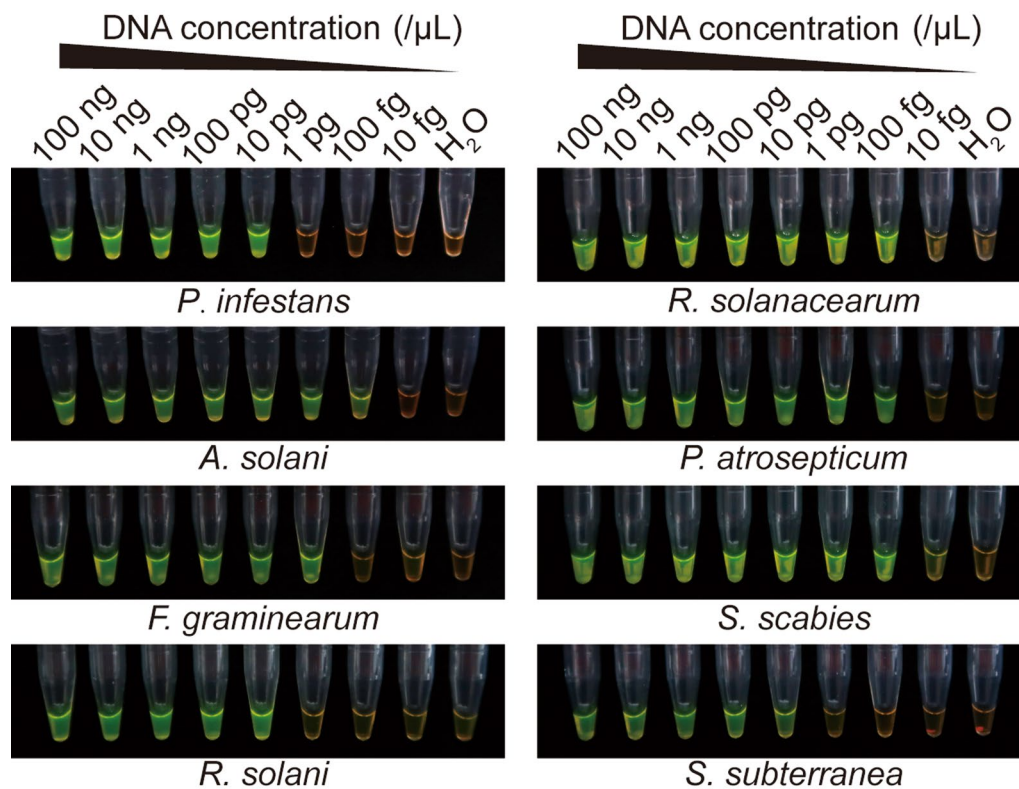 DNA concentration (/µL)
100 ng 10 ng 1 ng 100 pg 10 pg 1 pg 100 fg 10 fg H₂O
P. infestans
A. solani
F. graminearum
R. solani
DNA concentration (/µL)
100 ng 10 ng 1 ng 100 pg 10 pg 1 pg 100 fg 10 fg H₂O
R. solanacearum
P. atrosepticum
S. scabies
S. subterranea